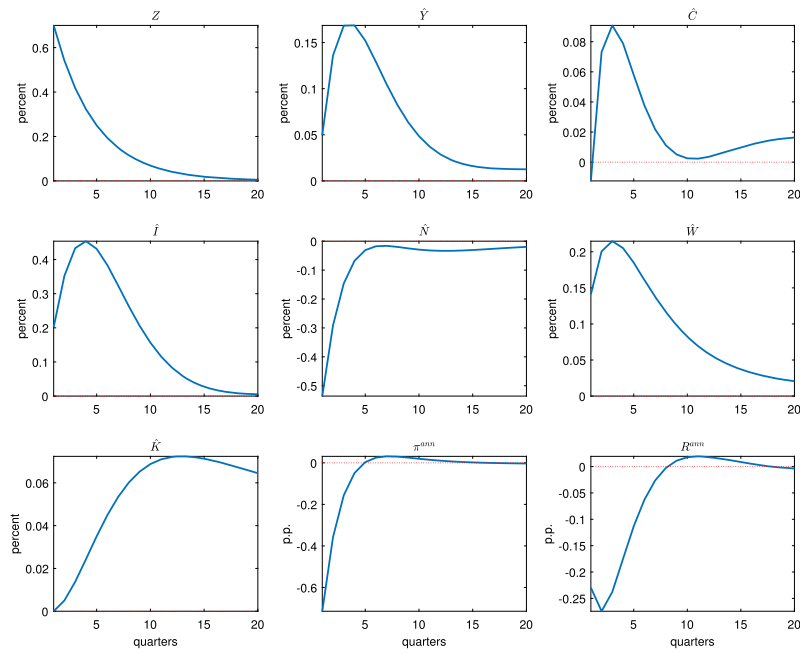 Z
percent
0.6
0.4
0.2
0
5 10 15 20
Ŷ
percent
0.15
0.1
0.05
0
5 10 15 20
Ĉ
percent
0.08
0.06
0.04
0.02
0
5 10 15 20
Î
percent
0.4
0.3
0.2
0.1
0
5 10 15 20
N̂
percent
0
-0.1
-0.2
-0.3
-0.4
-0.5
5 10 15 20
Ŵ
percent
0.2
0.15
0.1
0.05
0
5 10 15 20
K̂
percent
0.06
0.04
0.02
0
5 10 15 20
quarters
π^ann
p.p.
0
-0.2
-0.4
-0.6
5 10 15 20
quarters
R^ann
p.p.
0
-0.05
-0.1
-0.15
-0.2
-0.25
5 10 15 20
quarters